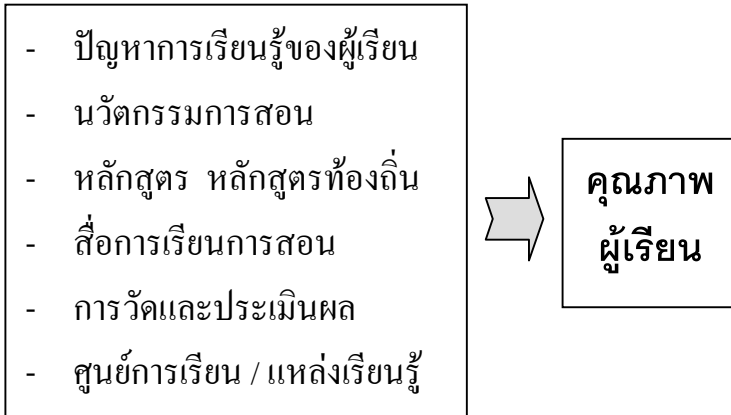 - ปัญหาการเรียนรู้ของผู้เรียน
- นวัตกรรมการสอน
- หลักสูตร หลักสูตรท้องถิ่น
- สื่อการเรียนการสอน
- การวัดและประเมินผล
- ศูนย์การเรียน / แหล่งเรียนรู้
คุณภาพ
ผู้เรียน